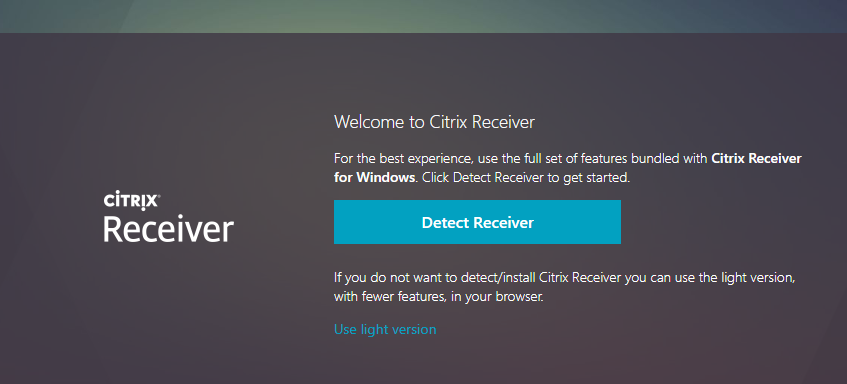 Welcome to Citrix Receiver
For the best experience, use the full set of features bundled with Citrix Receiver
for Windows. Click Detect Receiver to get started.
CITRIX®
Receiver
Detect Receiver
If you do not want to detect/install Citrix Receiver you can use the light version,
with fewer features, in your browser.
Use light version